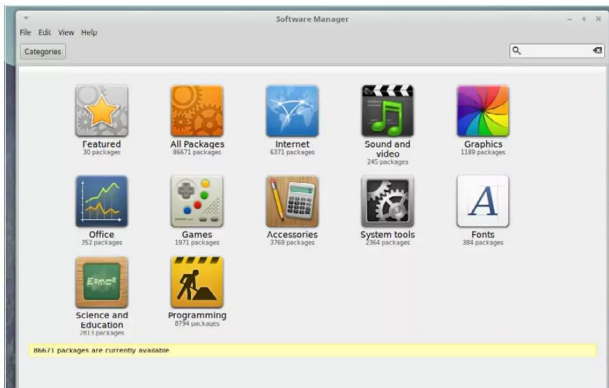 Software Manager
File Edit View Help
Categories
Featured
30 packages
All Packages
86671 packages
Internet
6371 packages
Sound and
video
245 packages
Graphics
1189 packages
Office
352 packages
Games
1971 packages
Accessories
3769 packages
System tools
2364 packages
A
Fonts
384 packages
E=mc²
Science and
Education
2813 packages
Programming
8794 packages
86671 packages are currently available